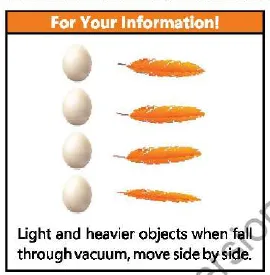 For Your Information!
Light and heavier objects when fall
through vacuum, move side by side.